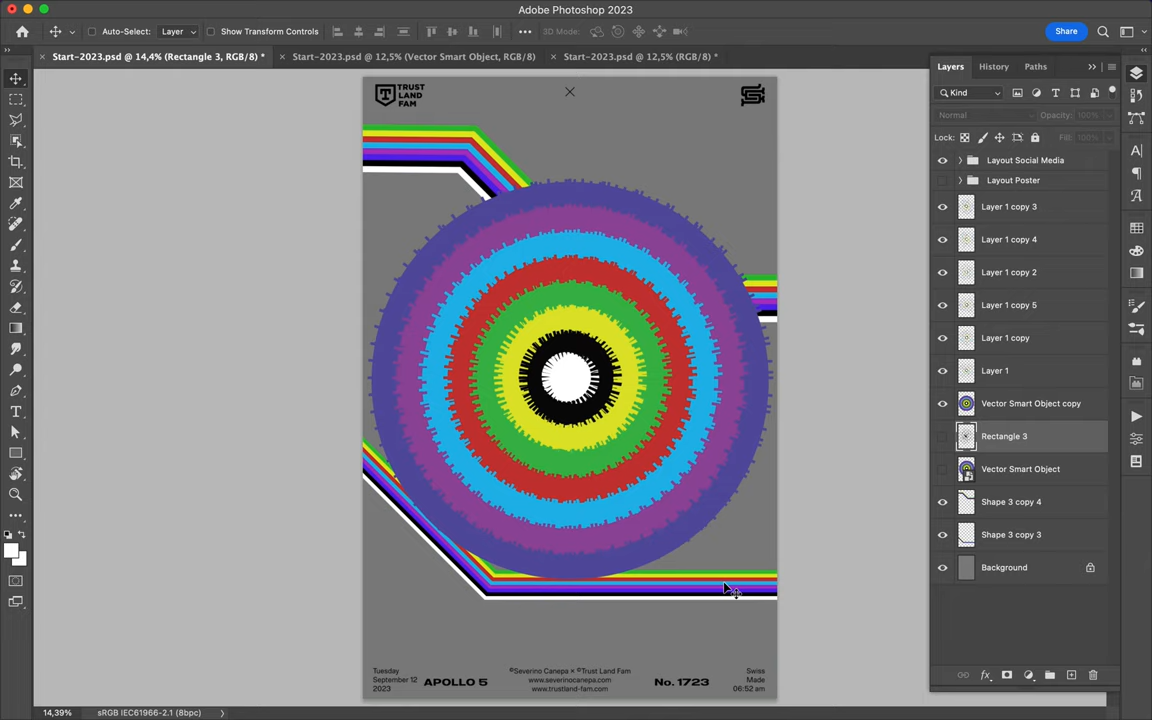 Adobe Photoshop 2023
Auto-Select: Layer Show Transform Controls 3D Mode: Share
Start-2023.psd @ 14,4% (Rectangle 3, RGB/8) * Start-2023.psd @ 12,5% (Vector Smart Object, RGB/8) Start-2023.psd @ 12,5% (RGB/8) *
Layers History Paths
Kind
Normal Opacity: 100%
Lock: Fill: 100%
Layout Social Media
Layout Poster
Layer 1 copy 3
Layer 1 copy 4
Layer 1 copy 2
Layer 1 copy 5
Layer 1 copy
Layer 1
Vector Smart Object copy
Rectangle 3
Vector Smart Object
Shape 3 copy 4
Shape 3 copy 3
Background
TRUST
LAND
FAM
Tuesday
September 12
2023
APOLLO 5
©Severino Canepa × ©Trust Land Fam
www.severinocanepa.com
www.trustland-fam.com
No. 1723
Swiss
Made
06:52 am
14,39% sRGB IEC61966-2.1 (8bpc)